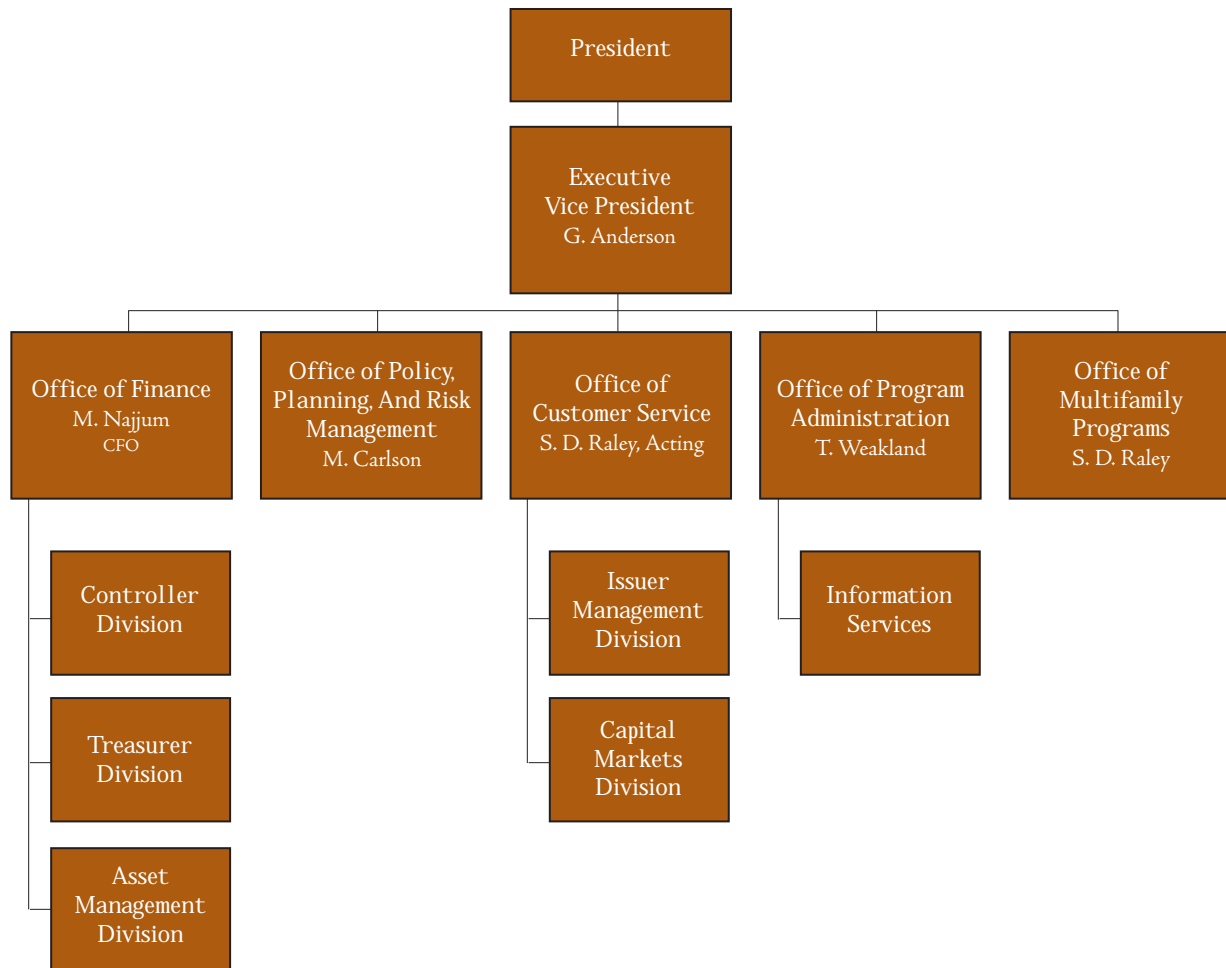 President
Executive
Vice President
G. Anderson
Office of Finance
M. Najjum
CFO
Office of Policy,
Planning, And Risk
Management
M. Carlson
Office of
Customer Service
S. D. Raley, Acting
Office of Program
Administration
T. Weakland
Office of
Multifamily
Programs
S. D. Raley
Controller
Division
Treasurer
Division
Asset
Management
Division
Issuer
Management
Division
Capital
Markets
Division
Information
Services